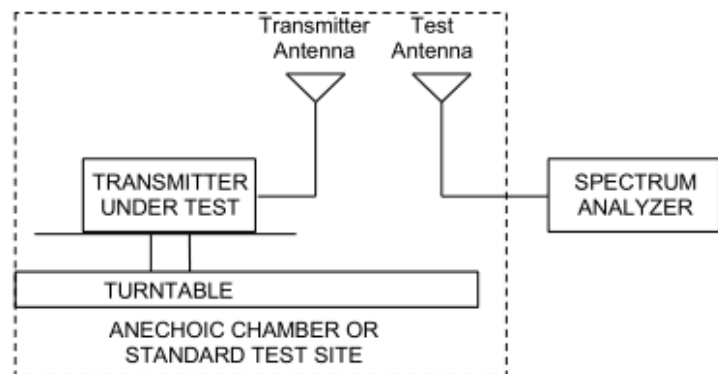 Transmitter
Antenna
Test
Antenna
TRANSMITTER
UNDER TEST
SPECTRUM
ANALYZER
TURNTABLE
ANECHOIC CHAMBER OR
STANDARD TEST SITE